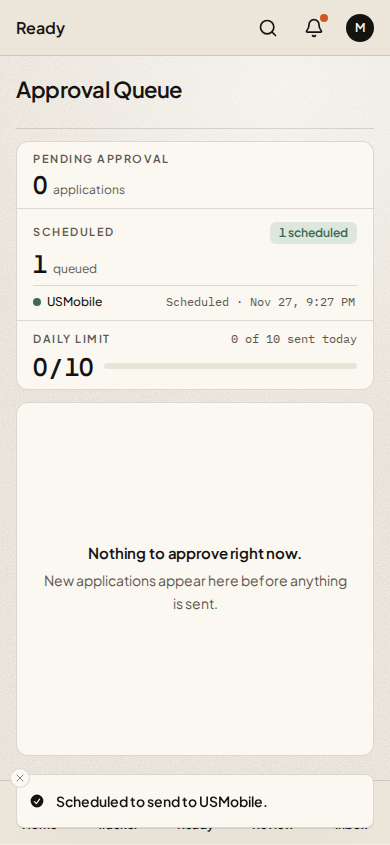 Ready
M
Approval Queue
PENDING APPROVAL
0 applications
SCHEDULED
1 scheduled
1 queued
USMobile
Scheduled · Nov 27, 9:27 PM
DAILY LIMIT
0 of 10 sent today
0/10
Nothing to approve right now.
New applications appear here before anything
is sent.
Scheduled to send to USMobile.